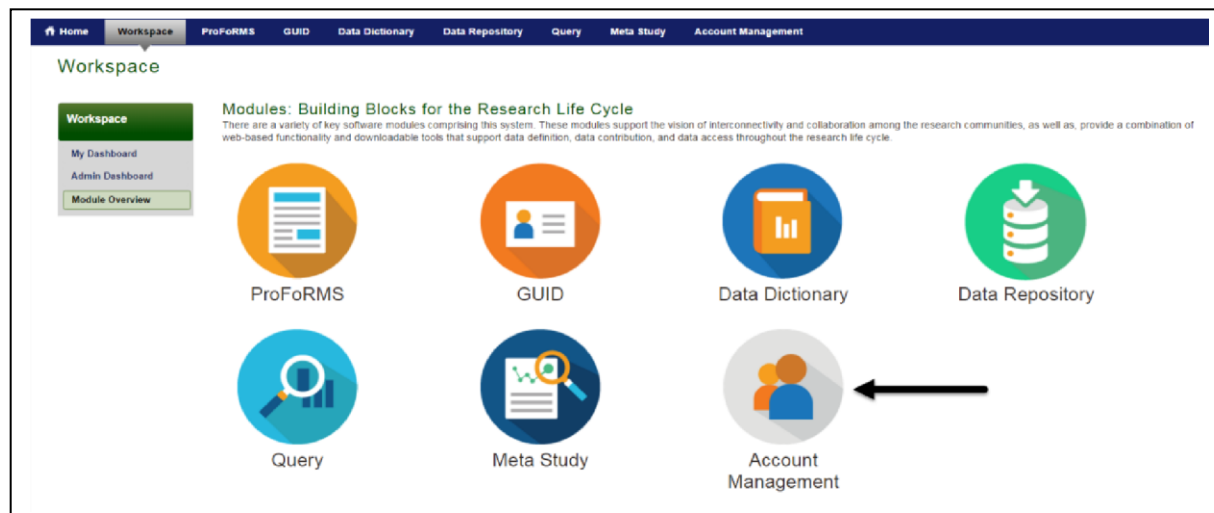 Home Workspace ProFoRMS GUID Data Dictionary Data Repository Query Meta Study Account Management
Workspace
Workspace
My Dashboard
Admin Dashboard
Module Overview
Modules: Building Blocks for the Research Life Cycle
There are a variety of key software modules comprising this system. These modules support the vision of interconnectivity and collaboration among the research communities, as well as, provide a combination of
web-based functionality and downloadable tools that support data definition, data contribution, and data access throughout the research life cycle.
ProFoRMS
GUID
Data Dictionary
Data Repository
Query
Meta Study
Account
Management